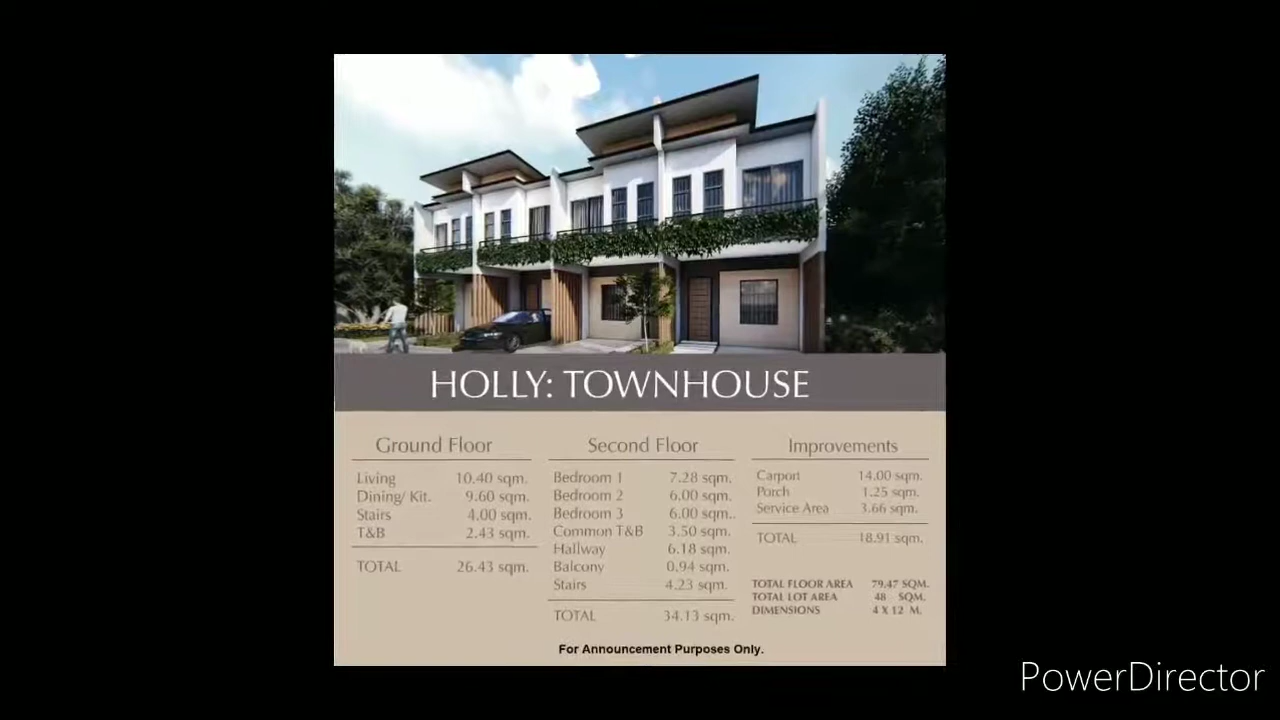 HOLLY: TOWNHOUSE
Ground Floor
Living 10.40 sqm.
Dining/ Kit. 9.60 sqm.
Stairs 4.00 sqm.
T&B 2.43 sqm.
TOTAL 26.43 sqm.
Second Floor
Bedroom 1 7.28 sqm.
Bedroom 2 6.00 sqm.
Bedroom 3 6.00 sqm..
Common T&B 3.50 sqm.
Hallway 6.18 sqm.
Balcony 0.94 sqm.
Stairs 4.23 sqm.
TOTAL 34.13 sqm.
Improvements
Carport 14.00 sqm.
Porch 1.25 sqm.
Service Area 3.66 sqm.
TOTAL 18.91 sqm.
TOTAL FLOOR AREA 79.47 SQM.
TOTAL LOT AREA 48 SQM.
DIMENSIONS 4 X 12 M.
For Announcement Purposes Only.
PowerDirector